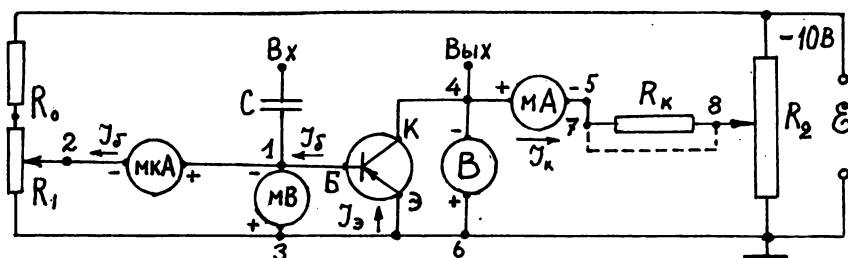 Вх
Вых
-10В
R₀
C
4
+ мА - 5
Rк
8
7
R₂
ℰ
К
Iк
2
Iб
1
Iб
- мкА +
- мВ +
Б
- В +
R₁
Э
Iэ
3
6